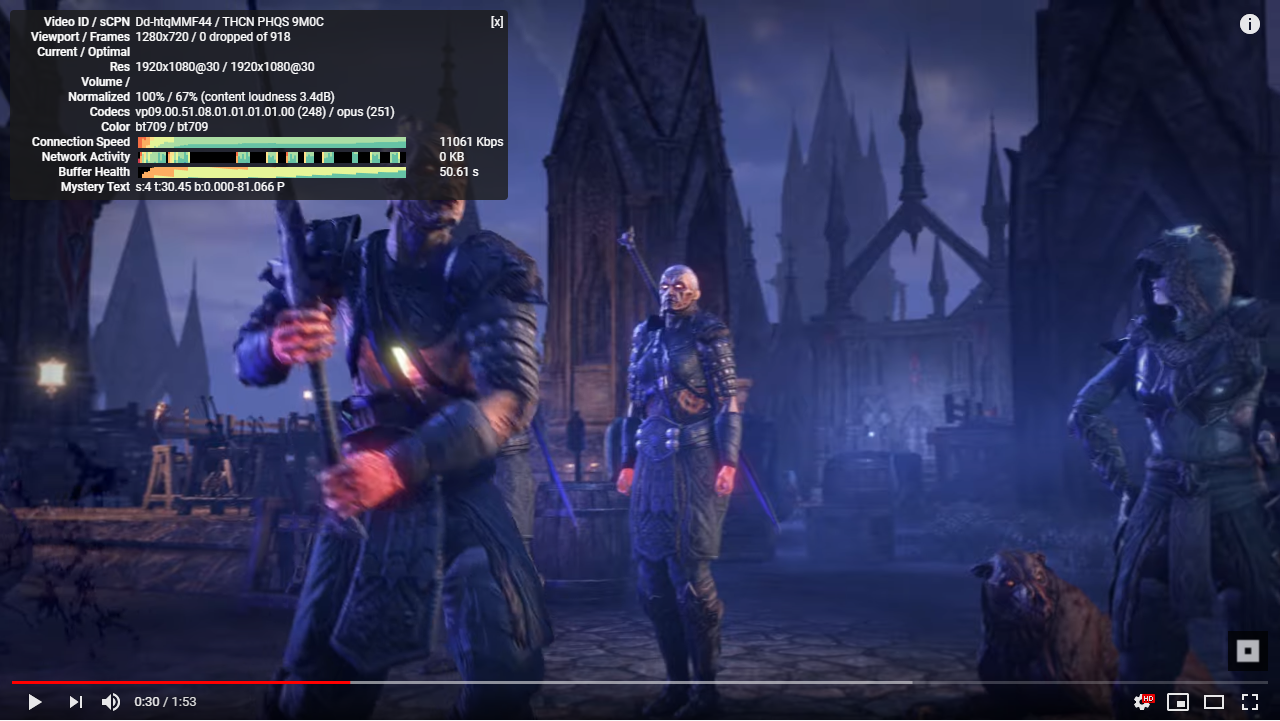 Video ID / sCPN Dd-htqMMF44 / THCN PHQS 9M0C [x]
Viewport / Frames 1280x720 / 0 dropped of 918
Current / Optimal
Res 1920x1080@30 / 1920x1080@30
Volume /
Normalized 100% / 67% (content loudness 3.4dB)
Codecs vp09.00.51.08.01.01.01.01.00 (248) / opus (251)
Color bt709 / bt709
Connection Speed 11061 Kbps
Network Activity 0 KB
Buffer Health 50.61 s
Mystery Text s:4 t:30.45 b:0.000-81.066 P
0:30 / 1:53 HD